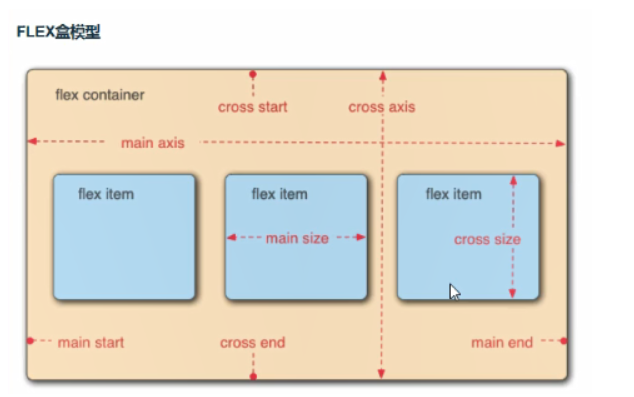 FLEX盒模型
flex container
cross start
cross axis
main axis
flex item
flex item
flex item
main size
cross size
main start
cross end
main end